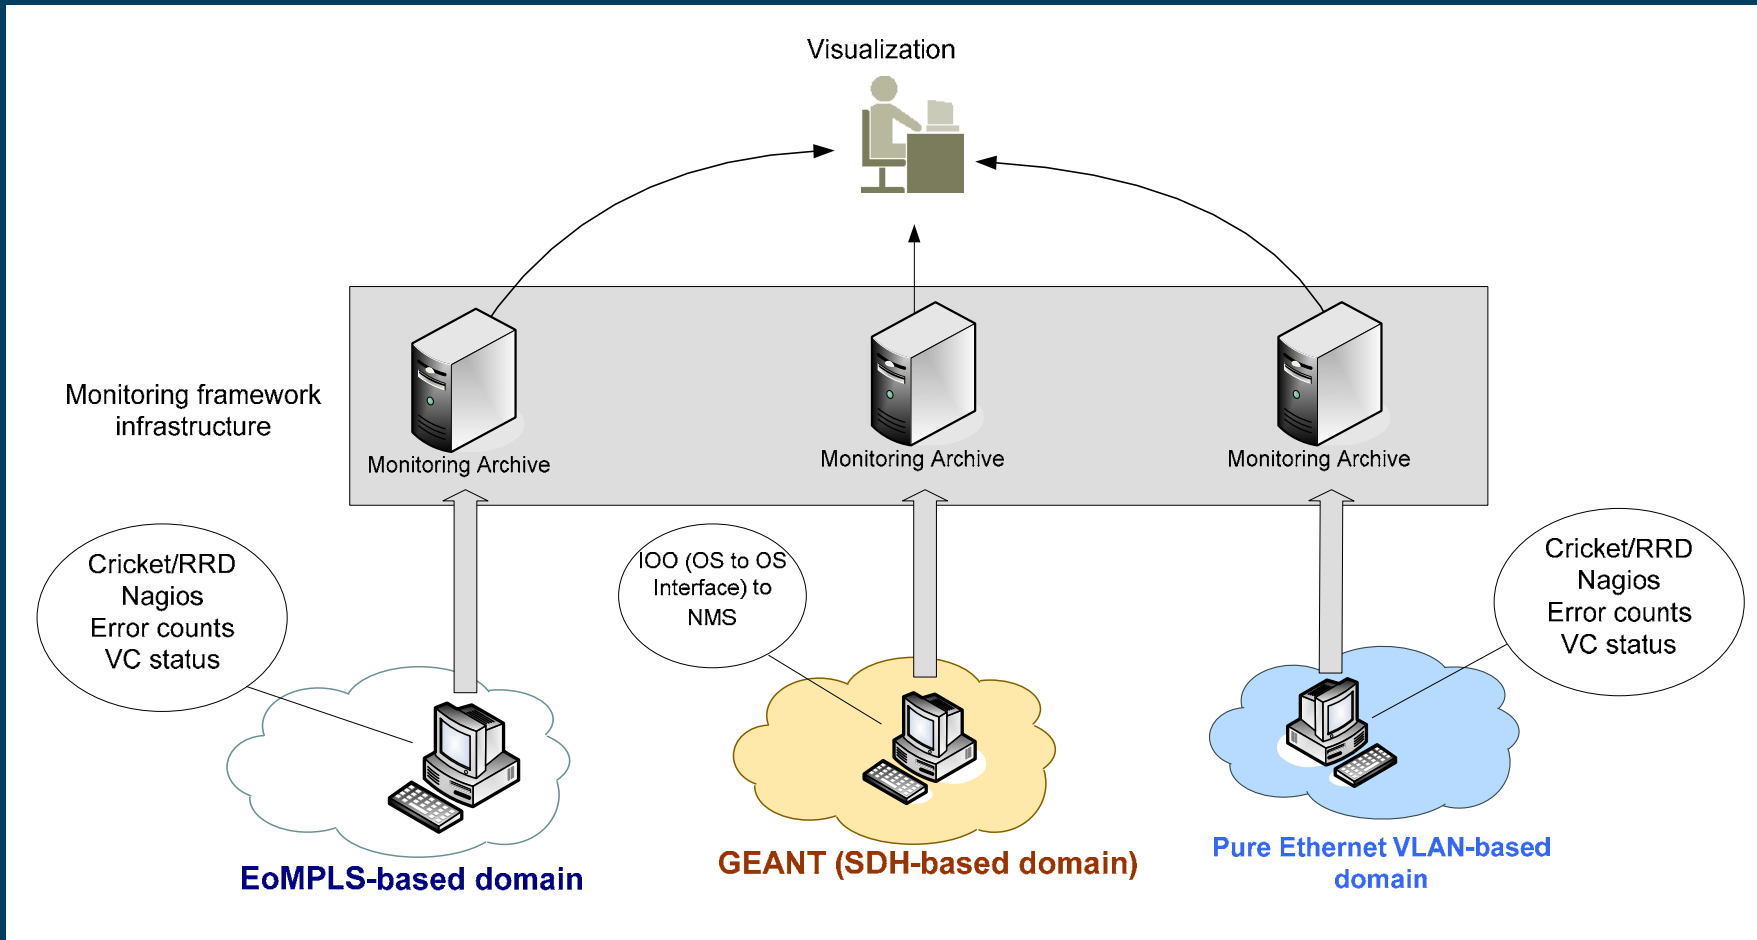 Visualization
Monitoring framework
infrastructure
Monitoring Archive
Monitoring Archive
Monitoring Archive
Cricket/RRD
Nagios
Error counts
VC status
IOO (OS to OS
Interface) to
NMS
Cricket/RRD
Nagios
Error counts
VC status
EoMPLS-based domain
GEANT (SDH-based domain)
Pure Ethernet VLAN-based
domain